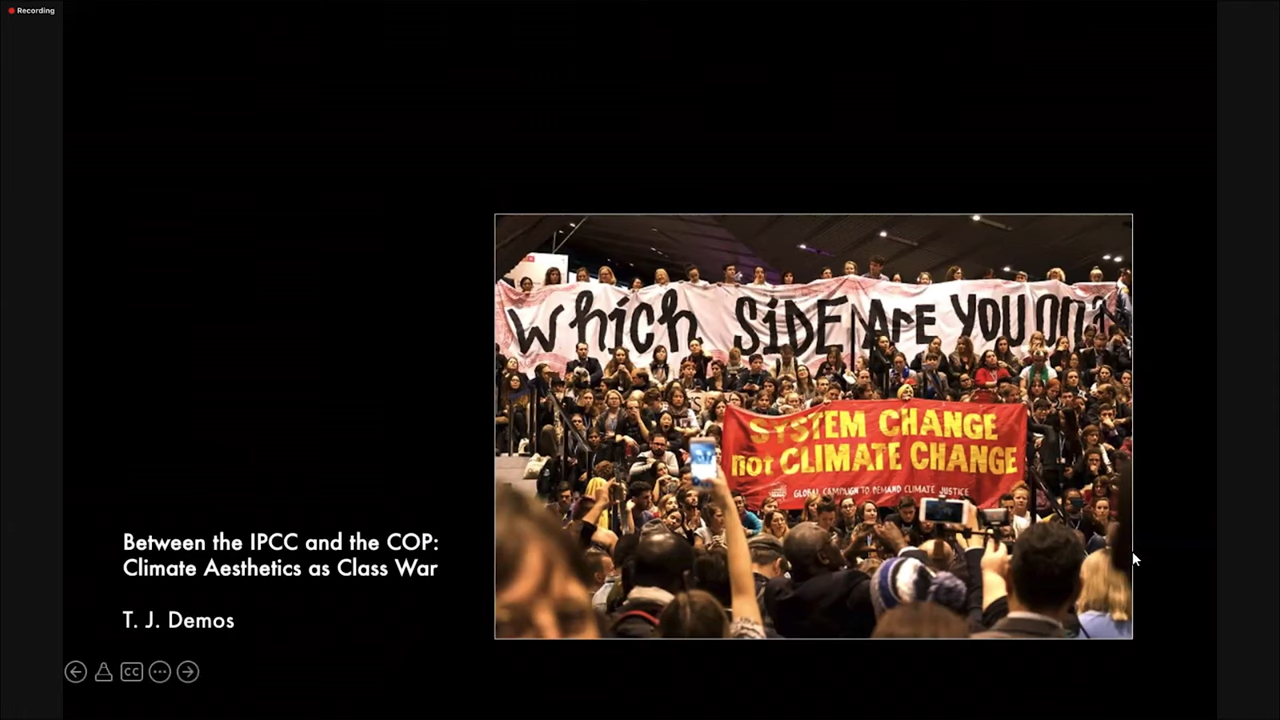 Recording
Which SiDE ARE YOU ON?
SYSTEM CHANGE
not CLIMATE CHANGE
GLOBAL CAMPAIGN TO DEMAND CLIMATE JUSTICE
Between the IPCC and the COP:
Climate Aesthetics as Class War
T. J. Demos
CC